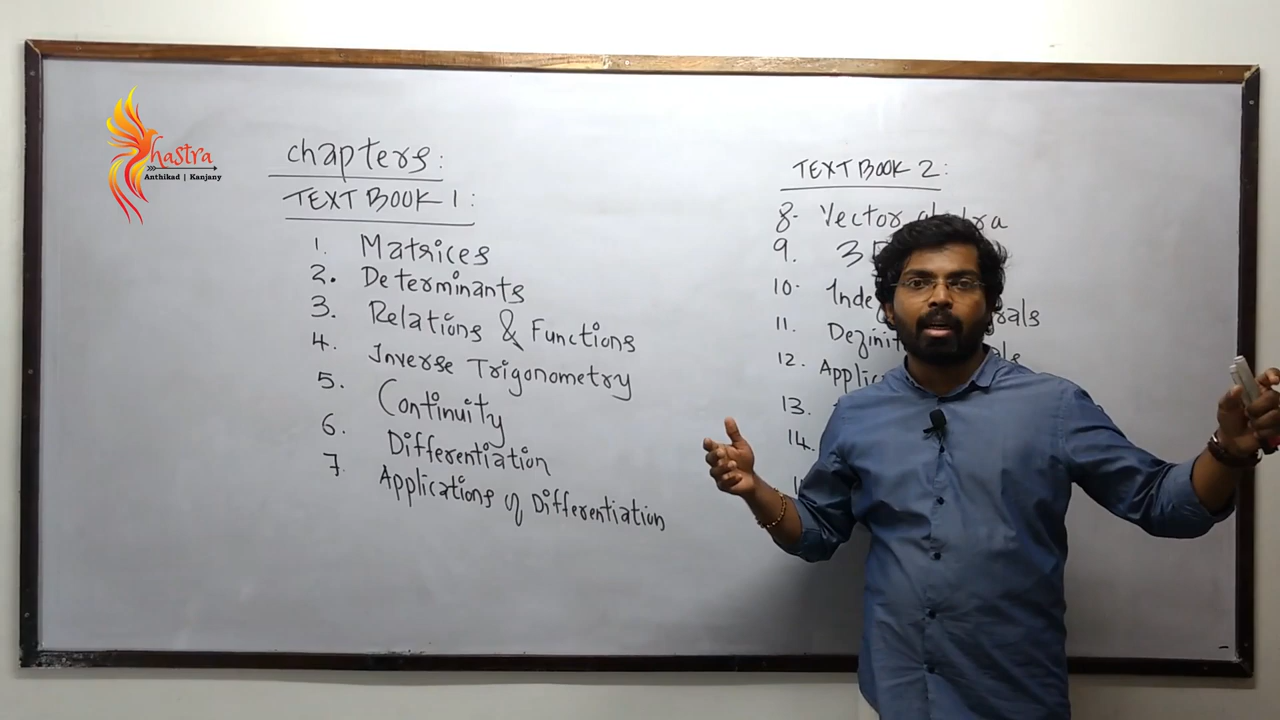 hastra
Anthikad | Kanjany
Chapters:
TEXT BOOK 1:
1. Matrices
2. Determinants
3. Relations & Functions
4. Inverse Trigonometry
5. Continuity
6. Differentiation
7. Applications of Differentiation
TEXT BOOK 2:
8. Vector
9. 3
10.
11.
12.
13.
14.